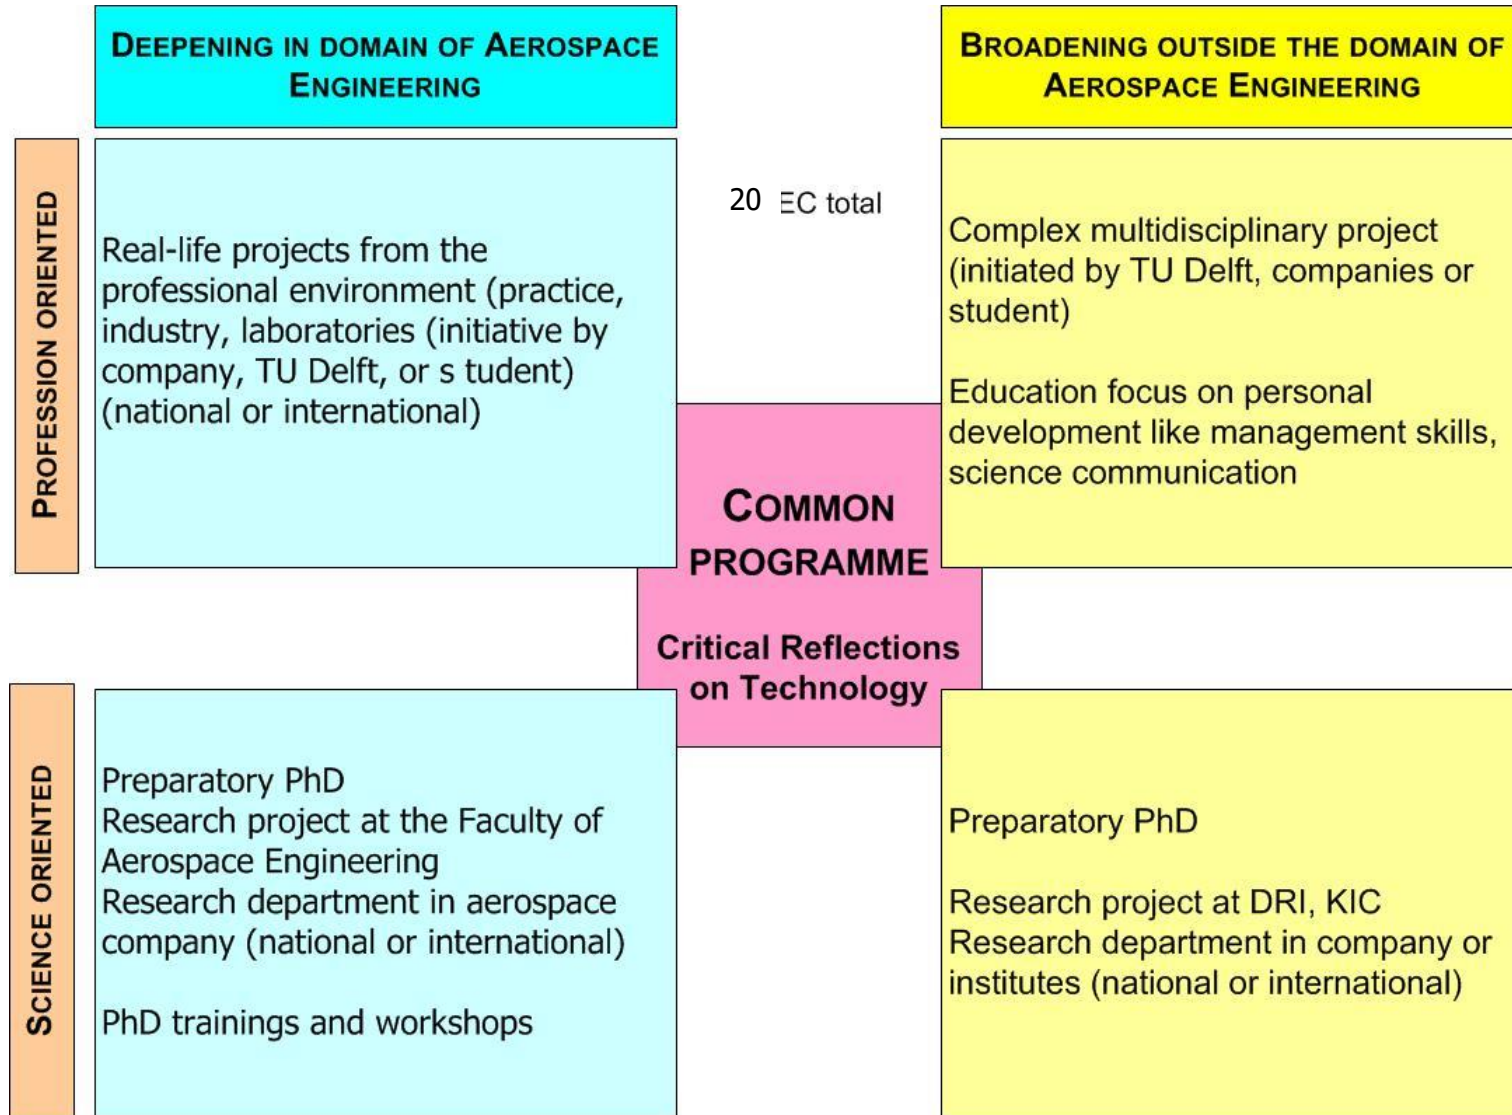 DEEPENING IN DOMAIN OF AEROSPACE
ENGINEERING
BROADENING OUTSIDE THE DOMAIN OF
AEROSPACE ENGINEERING
PROFESSION ORIENTED
Real-life projects from the
professional environment (practice,
industry, laboratories (initiative by
company, TU Delft, or s tudent)
(national or international)
20 EC total
Complex multidisciplinary project
(initiated by TU Delft, companies or
student)
Education focus on personal
development like management skills,
science communication
COMMON
PROGRAMME
Critical Reflections
on Technology
SCIENCE ORIENTED
Preparatory PhD
Research project at the Faculty of
Aerospace Engineering
Research department in aerospace
company (national or international)
PhD trainings and workshops
Preparatory PhD
Research project at DRI, KIC
Research department in company or
institutes (national or international)